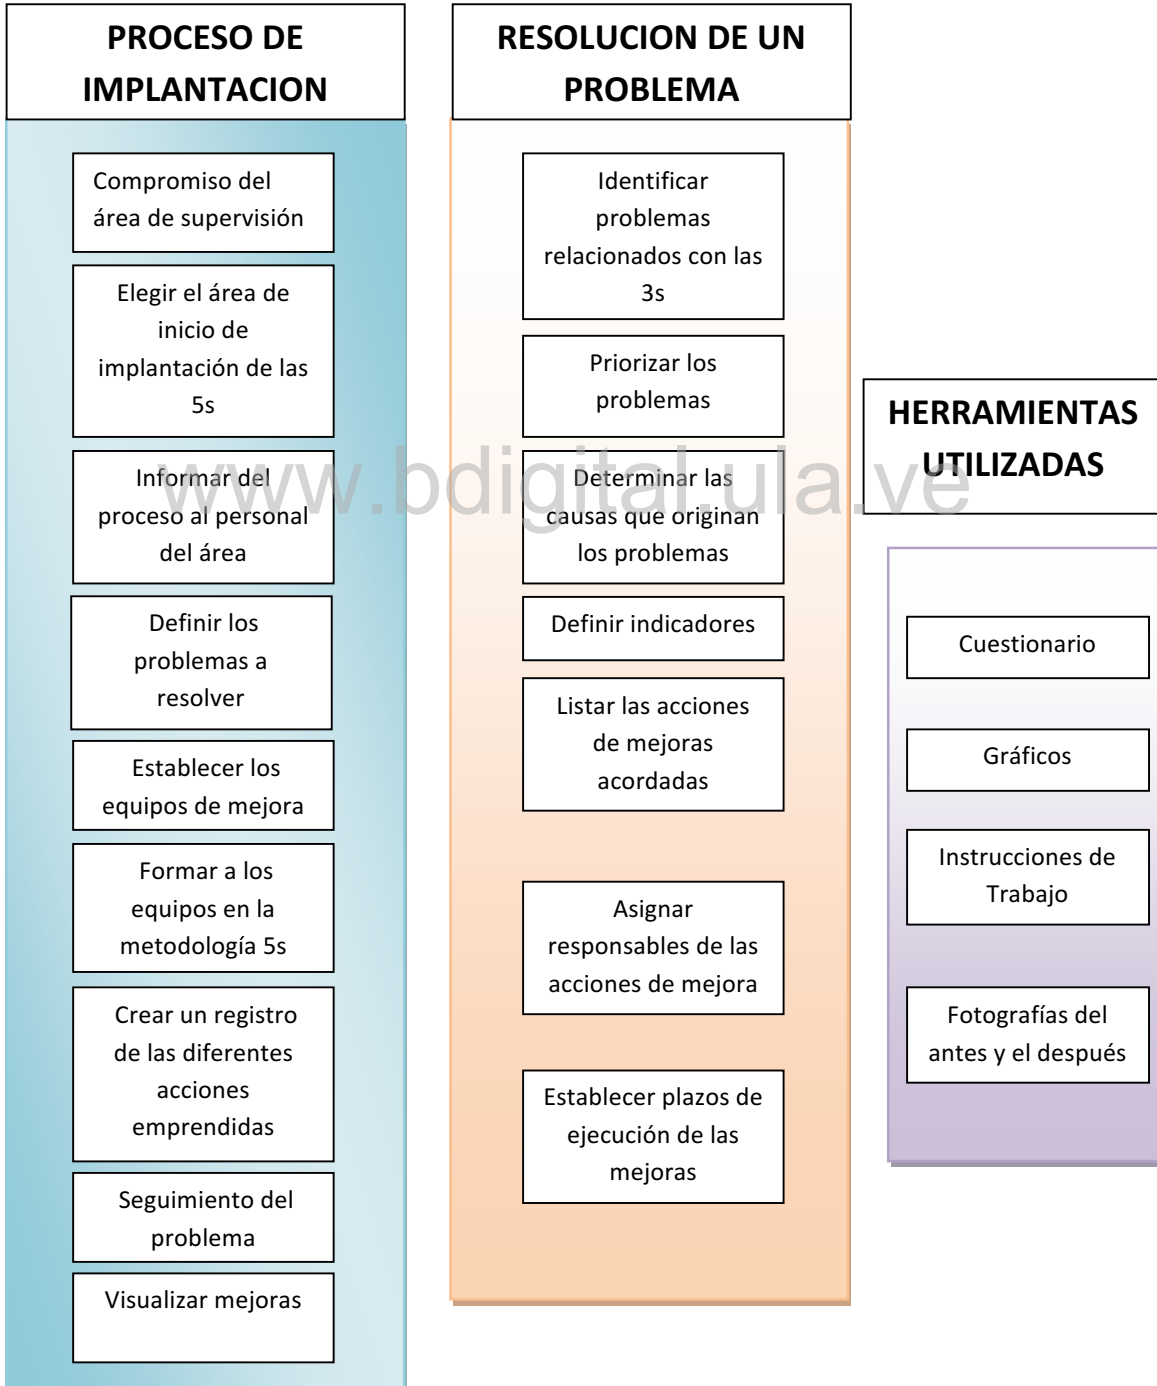 PROCESO DE
IMPLANTACION
Compromiso del
área de supervisión
Elegir el área de
inicio de
implantación de las
5s
Informar del
proceso al personal
del área
Definir los
problemas a
resolver
Establecer los
equipos de mejora
Formar a los
equipos en la
metodología 5s
Crear un registro
de las diferentes
acciones
emprendidas
Seguimiento del
problema
Visualizar mejoras
RESOLUCION DE UN
PROBLEMA
Identificar
problemas
relacionados con las
3s
Priorizar los
problemas
Determinar las
causas que originan
los problemas
Definir indicadores
Listar las acciones
de mejoras
acordadas
Asignar
responsables de las
acciones de mejora
Establecer plazos de
ejecución de las
mejoras
HERRAMIENTAS
UTILIZADAS
Cuestionario
Gráficos
Instrucciones de
Trabajo
Fotografías del
antes y el después
www.bdigital.ula.ve